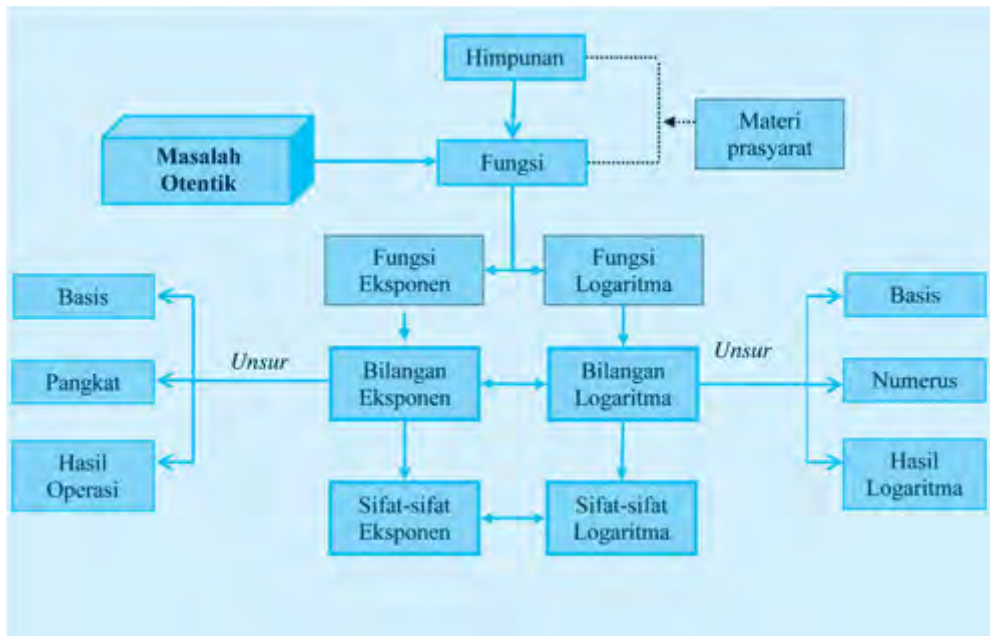 Himpunan
Materi
prasyarat
Masalah
Otentik
Fungsi
Fungsi
Eksponen
Fungsi
Logaritma
Basis
Basis
Unsur
Unsur
Pangkat
Bilangan
Eksponen
Bilangan
Logaritma
Numerus
Hasil
Operasi
Hasil
Logaritma
Sifat-sifat
Eksponen
Sifat-sifat
Logaritma